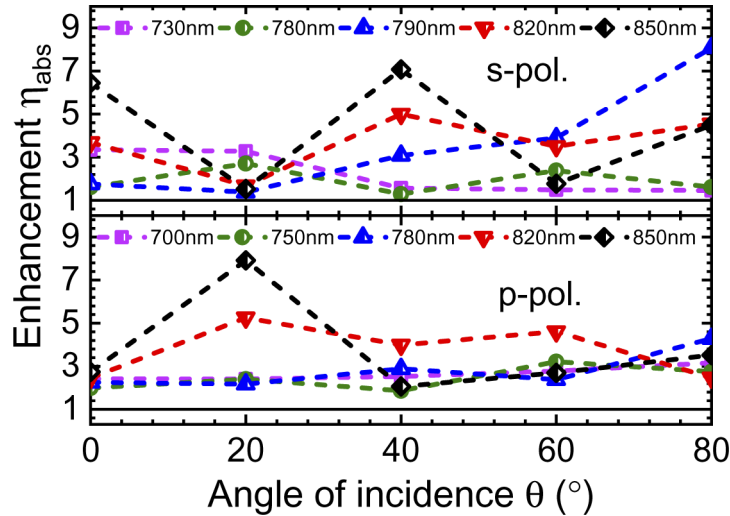 Enhancement ηabs
9
730nm 780nm 790nm 820nm 850nm
7
s-pol.
5
3
1
9
700nm 750nm 780nm 820nm 850nm
7
p-pol.
5
3
1
0 20 40 60 80
Angle of incidence θ (°)